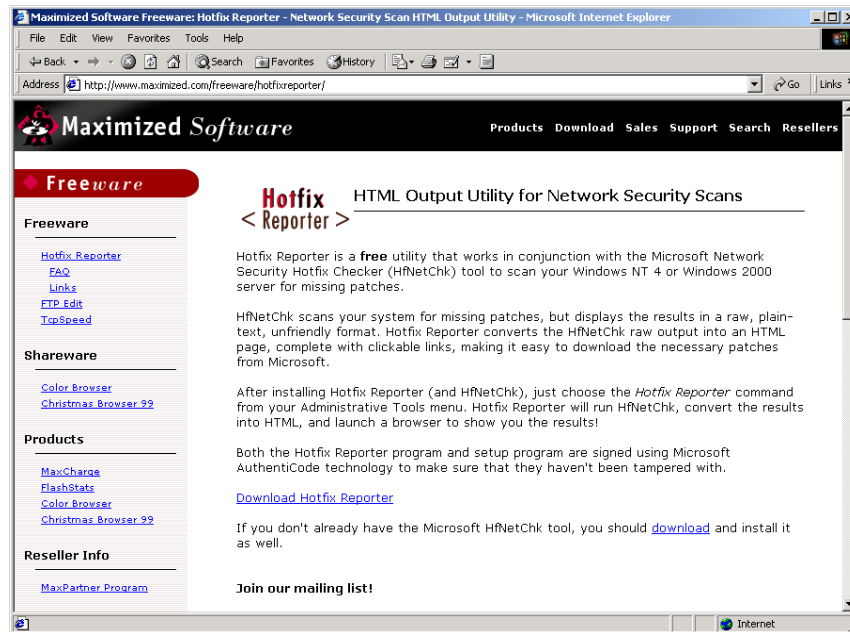 Maximized Software Freeware: Hotfix Reporter - Network Security Scan HTML Output Utility - Microsoft Internet Explorer
File Edit View Favorites Tools Help
Back Search Favorites History
Address http://www.maximized.com/freeware/hotfixreporter/ Go Links
Maximized Software
Products Download Sales Support Search Resellers
Freeware
Freeware
Hotfix Reporter
FAQ
Links
FTP Edit
TcpSpeed
Shareware
Color Browser
Christmas Browser 99
Products
MaxCharge
FlashStats
Color Browser
Christmas Browser 99
Reseller Info
MaxPartner Program
Hotfix
< Reporter >
HTML Output Utility for Network Security Scans
Hotfix Reporter is a free utility that works in conjunction with the Microsoft Network
Security Hotfix Checker (HfNetChk) tool to scan your Windows NT 4 or Windows 2000
server for missing patches.
HfNetChk scans your system for missing patches, but displays the results in a raw, plain-
text, unfriendly format. Hotfix Reporter converts the HfNetChk raw output into an HTML
page, complete with clickable links, making it easy to download the necessary patches
from Microsoft.
After installing Hotfix Reporter (and HfNetChk), just choose the Hotfix Reporter command
from your Administrative Tools menu. Hotfix Reporter will run HfNetChk, convert the results
into HTML, and launch a browser to show you the results!
Both the Hotfix Reporter program and setup program are signed using Microsoft
AuthentiCode technology to make sure that they haven't been tampered with.
Download Hotfix Reporter
If you don't already have the Microsoft HfNetChk tool, you should download and install it
as well.
Join our mailing list!
Internet